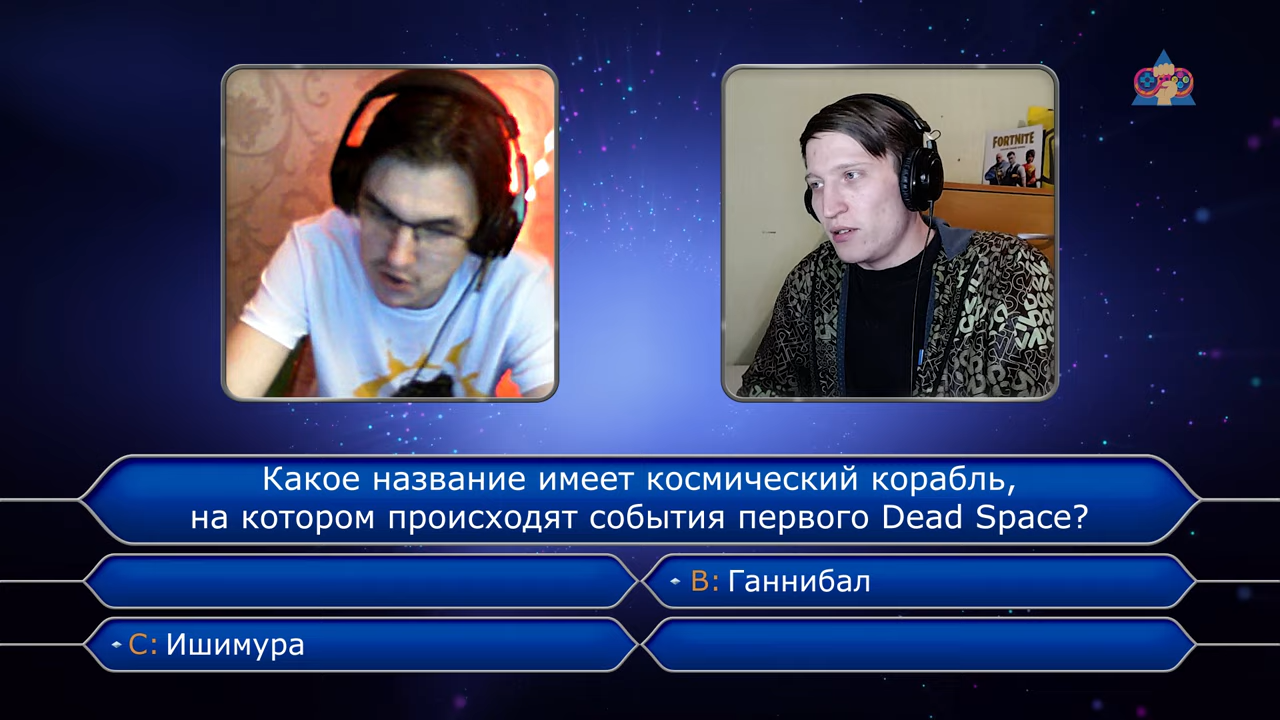 FORTNITE
Какое название имеет космический корабль,
на котором происходят события первого Dead Space?
B: Ганнибал
C: Ишимура